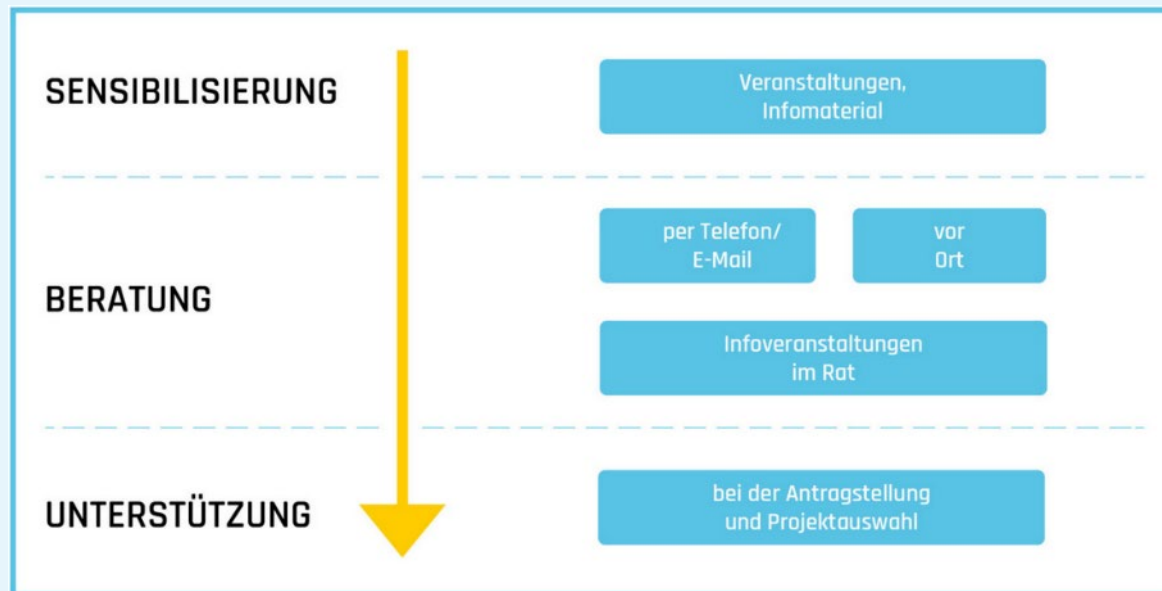 SENSIBILISIERUNG
Veranstaltungen,
Infomaterial
BERATUNG
per Telefon/
E-Mail
vor
Ort
Infoveranstaltungen
im Rat
UNTERSTÜTZUNG
bei der Antragstellung
und Projektauswahl